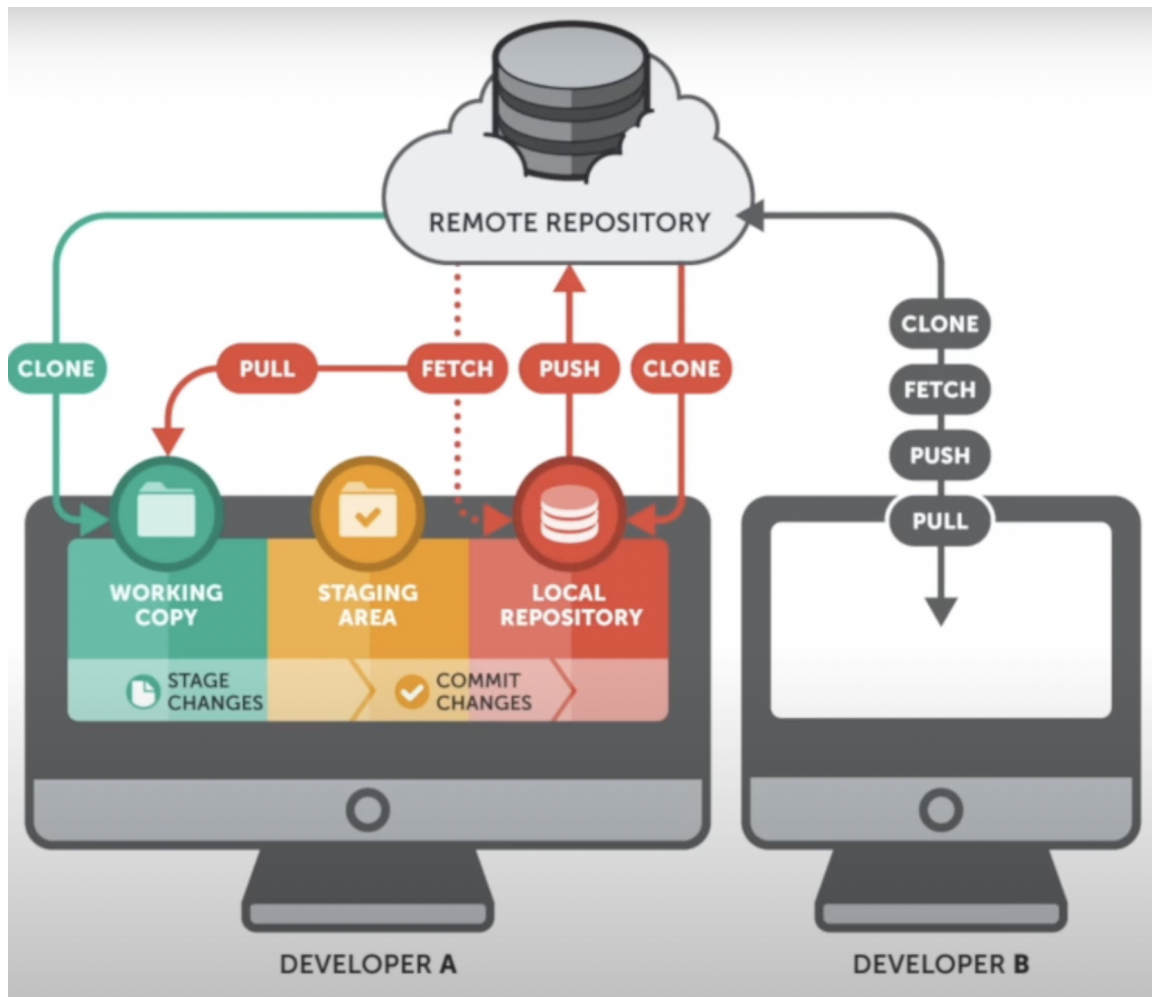 REMOTE REPOSITORY
CLONE
PULL
FETCH
PUSH
CLONE
CLONE
FETCH
PUSH
PULL
WORKING
COPY
STAGING
AREA
LOCAL
REPOSITORY
STAGE
CHANGES
COMMIT
CHANGES
DEVELOPER A
DEVELOPER B